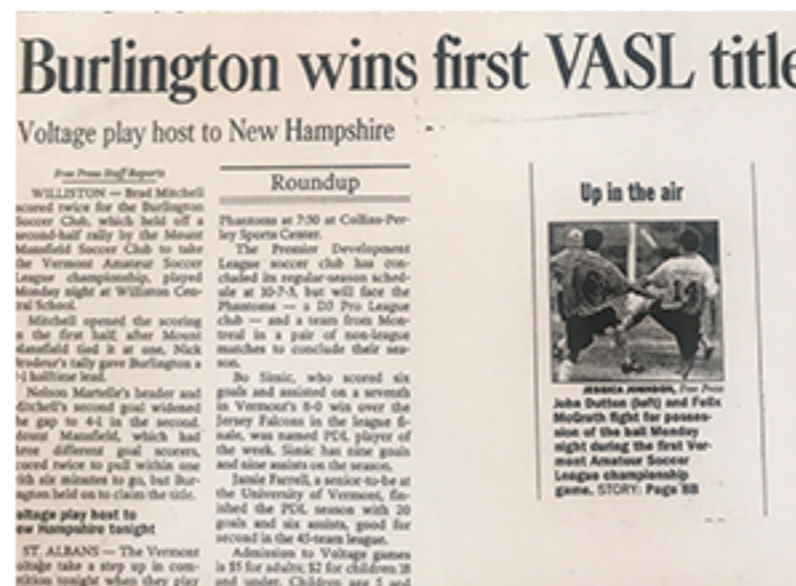 Burlington wins first VASL title
Voltage play host to New Hampshire
Free Press Staff Reports
WILLISTON — Brad Mitchell
scored twice for the Burlington
Soccer Club, which held off a
second-half rally by the Mount
Mansfield Soccer Club to take
the Vermont Amateur Soccer
League championship, played
Monday night at Williston Cen-
tral School.
Mitchell opened the scoring
in the first half; after Mount
Mansfield tied it at one, Nick
tally gave Burlington a
halftime lead.
Nelson Martelle's header and
Mitchell's second goal widened
the gap to 4-1 in the second.
Mount Mansfield, which had
three different goal scorers,
scored twice to pull within one
with six minutes to go, but Bur-
lington held on to claim the title.
Voltage play host to
New Hampshire tonight
ST. ALBANS — The Vermont
Voltage take a step up in com-
petition tonight when they play
Roundup
Phantoms at 7:30 at Collins-Per-
ley Sports Center.
The Premier Development
League soccer club has con-
cluded its regular-season sched-
ule at 10-7-3, but will face the
Phantoms — a D3 Pro League
club — and a team from Mon-
treal in a pair of non-league
matches to conclude their sea-
son.
Bo Simic, who scored six
goals and assisted on a seventh
in Vermont's 8-0 win over the
Jersey Falcons in the league fi-
nale, was named PDL player of
the week. Simic has nine goals
and nine assists on the season.
Jamie Farrell, a senior-to-be at
the University of Vermont, fin-
ished the PDL season with 20
goals and six assists, good for
second in the 45-team league.
Admission to Voltage games
is $5 for adults; $2 for children 18
and under. Children age 5 and
Up in the air
14
JESSICA JOHNSON, Free Press
John Dutton (left) and Felix
McGrath fight for posses-
sion of the ball Monday
night during the first Ver-
mont Amateur Soccer
League championship
game. STORY: Page 8B